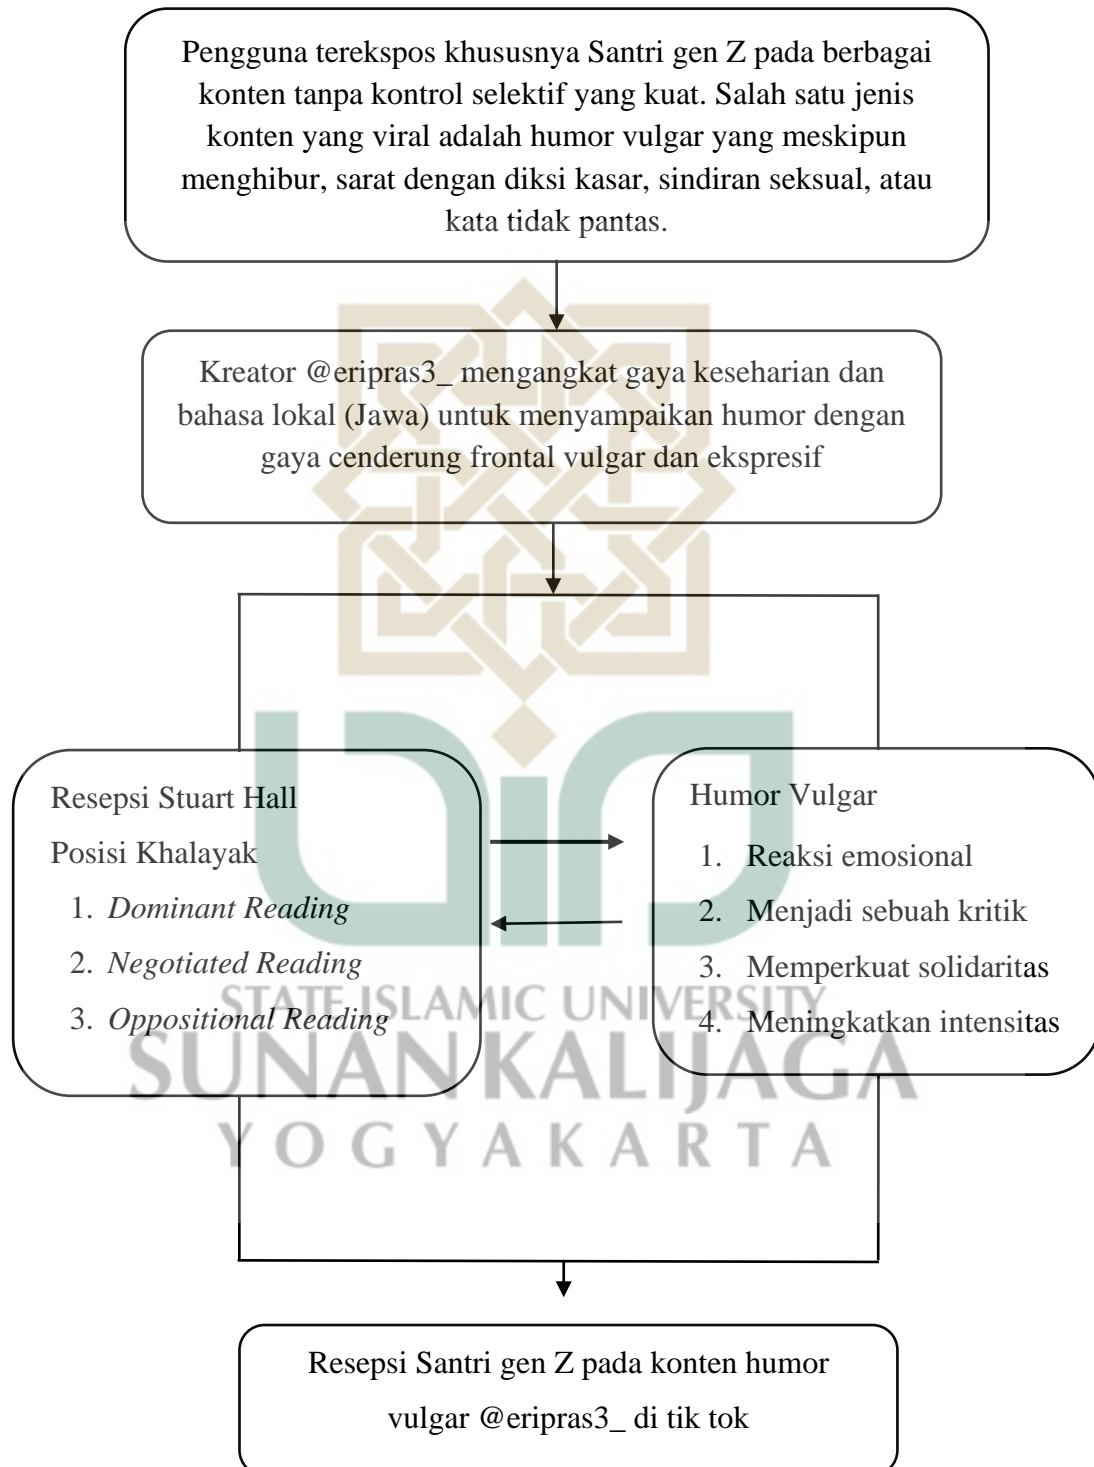 Pengguna terekspos khususnya Santri gen Z pada berbagai
konten tanpa kontrol selektif yang kuat. Salah satu jenis
konten yang viral adalah humor vulgar yang meskipun
menghibur, sarat dengan diksi kasar, sindiran seksual, atau
kata tidak pantas.
Kreator @eripras3_ mengangkat gaya keseharian dan
bahasa lokal (Jawa) untuk menyampaikan humor dengan
gaya cenderung frontal vulgar dan ekspresif
Resepsi Stuart Hall
Posisi Khalayak
1. Dominant Reading
2. Negotiated Reading
3. Oppositional Reading
Humor Vulgar
1. Reaksi emosional
2. Menjadi sebuah kritik
3. Memperkuat solidaritas
4. Meningkatkan intensitas
STATE ISLAMIC UNIVERSITY
SUNAN KALIJAGA
YOGYAKARTA
Resepsi Santri gen Z pada konten humor
vulgar @eripras3_ di tik tok